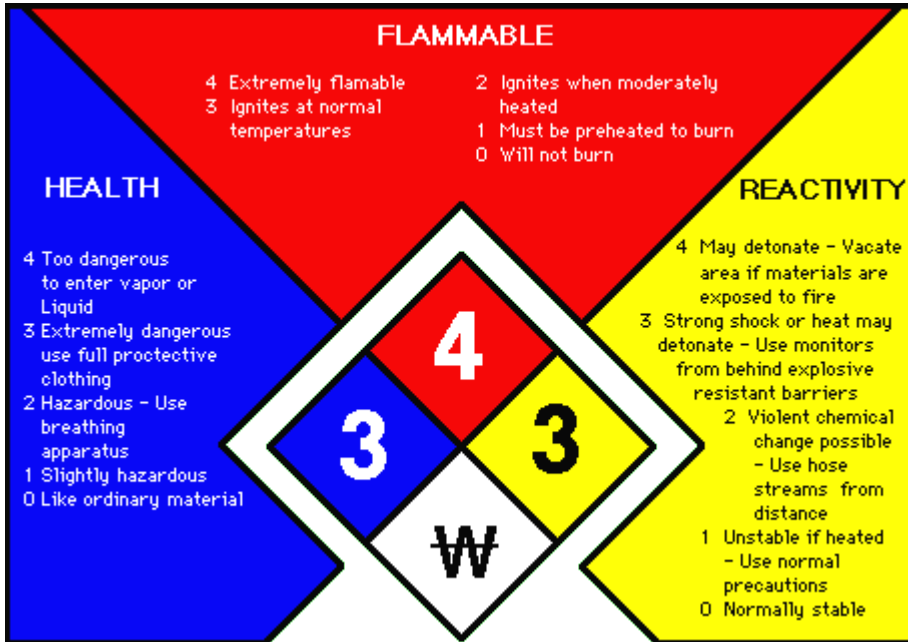 FLAMMABLE
4 Extremely flamable
3 Ignites at normal
temperatures
2 Ignites when moderately
heated
1 Must be preheated to burn
0 Will not burn
HEALTH
4 Too dangerous
to enter vapor or
Liquid
3 Extremely dangerous
use full proctective
clothing
2 Hazardous - Use
breathing
apparatus
1 Slightly hazardous
0 Like ordinary material
REACTIVITY
4 May detonate - Vacate
area if materials are
exposed to fire
3 Strong shock or heat may
detonate - Use monitors
from behind explosive
resistant barriers
2 Violent chemical
change possible
- Use hose
streams from
distance
1 Unstable if heated
- Use normal
precautions
0 Normally stable
4
3
3
W